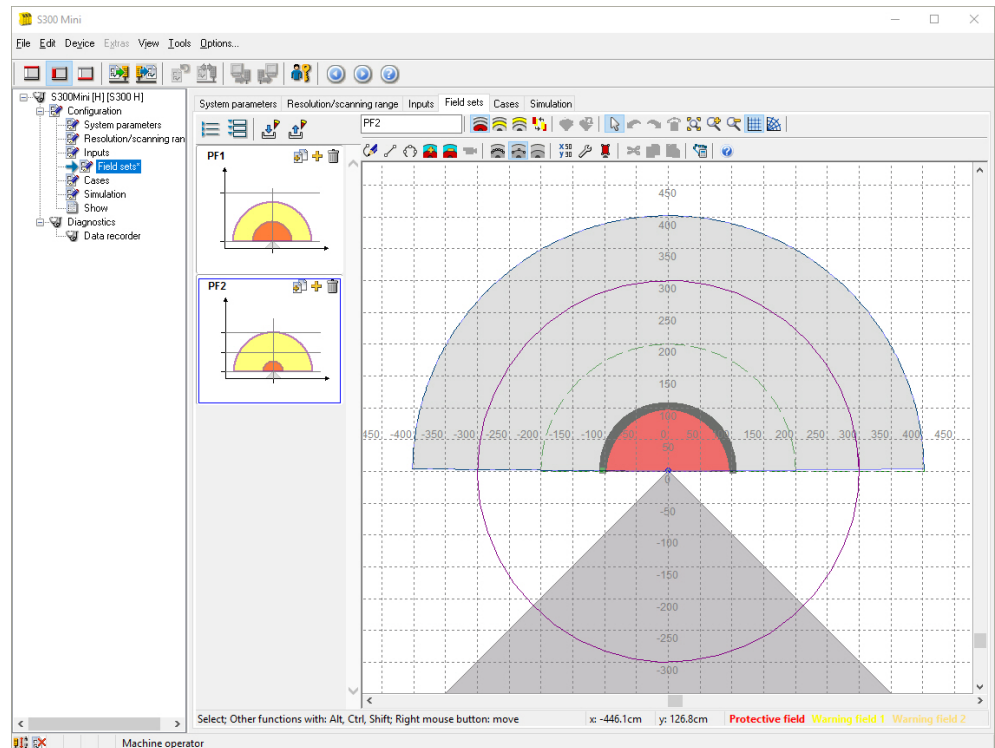 S300 Mini
File Edit Device Extras View Tools Options...
S300Mini [H] [S300 H]
Configuration
System parameters
Resolution/scanning ran
Inputs
Field sets*
Cases
Simulation
Show
Diagnostics
Data recorder
System parameters Resolution/scanning range Inputs Field sets Cases Simulation
PF2
X 50
Y 30
PF1
PF2
450
400
350
300
250
200
150
100
450 -400 -350 -300 -250 -200 -150 -100 -50 0 50 100 150 200 250 300 350 400 450
50
0
-50
-100
-150
-200
-250
-300
Select; Other functions with: Alt, Ctrl, Shift; Right mouse button: move x: -446.1cm y: 126.8cm Protective field Warning field 1 Warning field 2
Machine operator